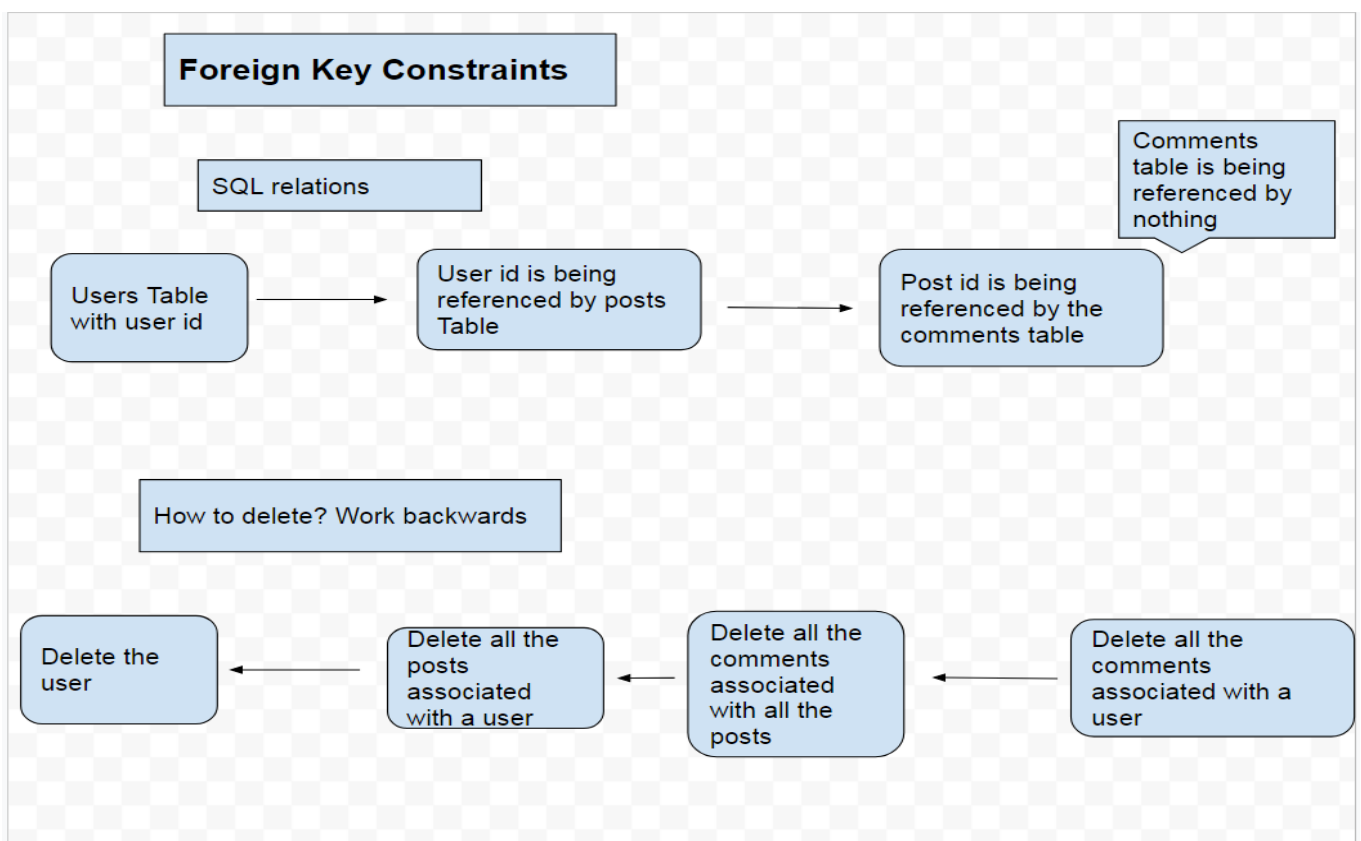 Foreign Key Constraints
SQL relations
Comments
table is being
referenced by
nothing
Users Table
with user id
User id is being
referenced by posts
Table
Post id is being
referenced by the
comments table
How to delete? Work backwards
Delete the
user
Delete all the
posts
associated
with a user
Delete all the
comments
associated
with all the
posts
Delete all the
comments
associated with a
user